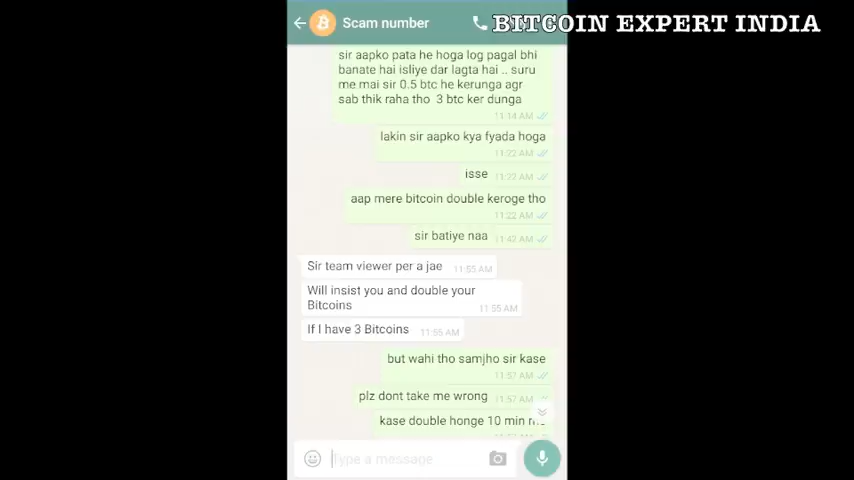 Scam number
BITCOIN EXPERT INDIA
sir aapko pata he hoga log pagal bhi
banate hai isliye dar lagta hai .. suru
me mai sir 0.5 btc he kerunga agr
sab thik raha tho 3 btc ker dunga
11:14 AM
lakin sir aapko kya fyada hoga
11:22 AM
isse 11:22 AM
aap mere bitcoin double keroge tho
11:22 AM
sir batiye naa 11:42 AM
Sir team viewer per a jae 11:55 AM
Will insist you and double your
Bitcoins 11:55 AM
If I have 3 Bitcoins 11:55 AM
but wahi tho samjho sir kase
11:57 AM
plz dont take me wrong 11:57 AM
kase double honge 10 min
Type a message